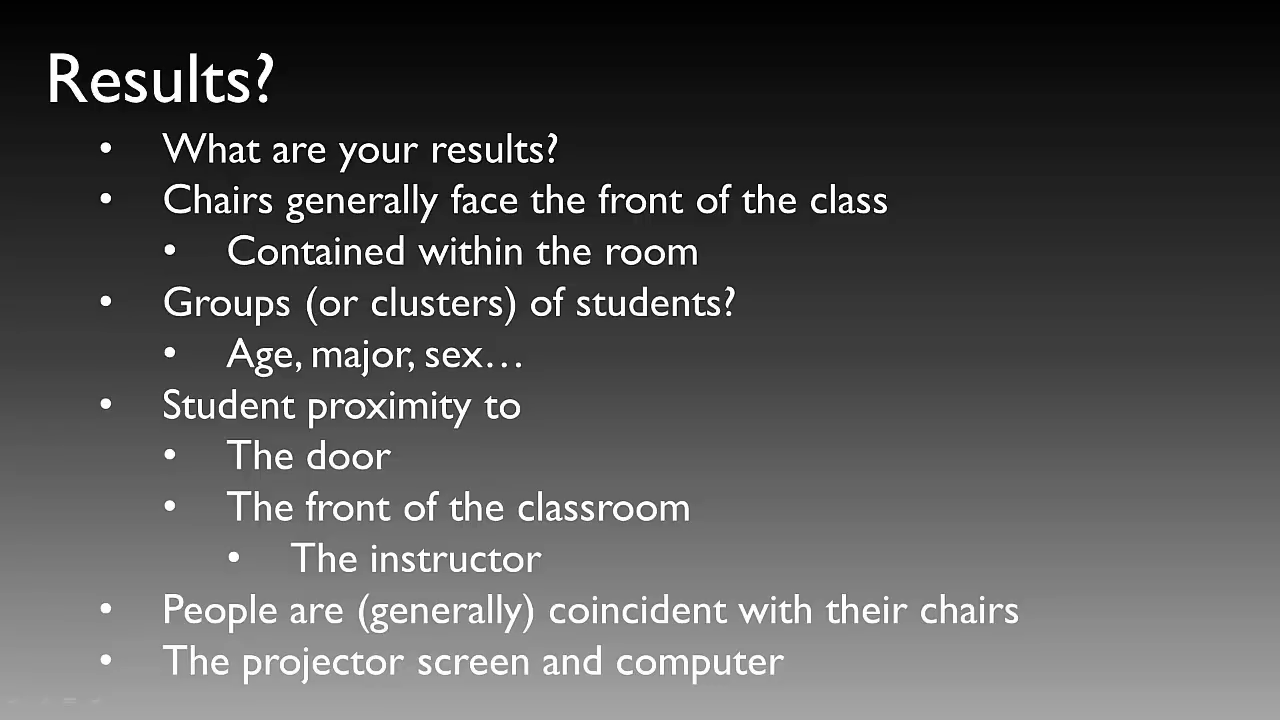 Results?
• What are your results?
• Chairs generally face the front of the class
• Contained within the room
• Groups (or clusters) of students?
• Age, major, sex…
• Student proximity to
• The door
• The front of the classroom
• The instructor
• People are (generally) coincident with their chairs
• The projector screen and computer